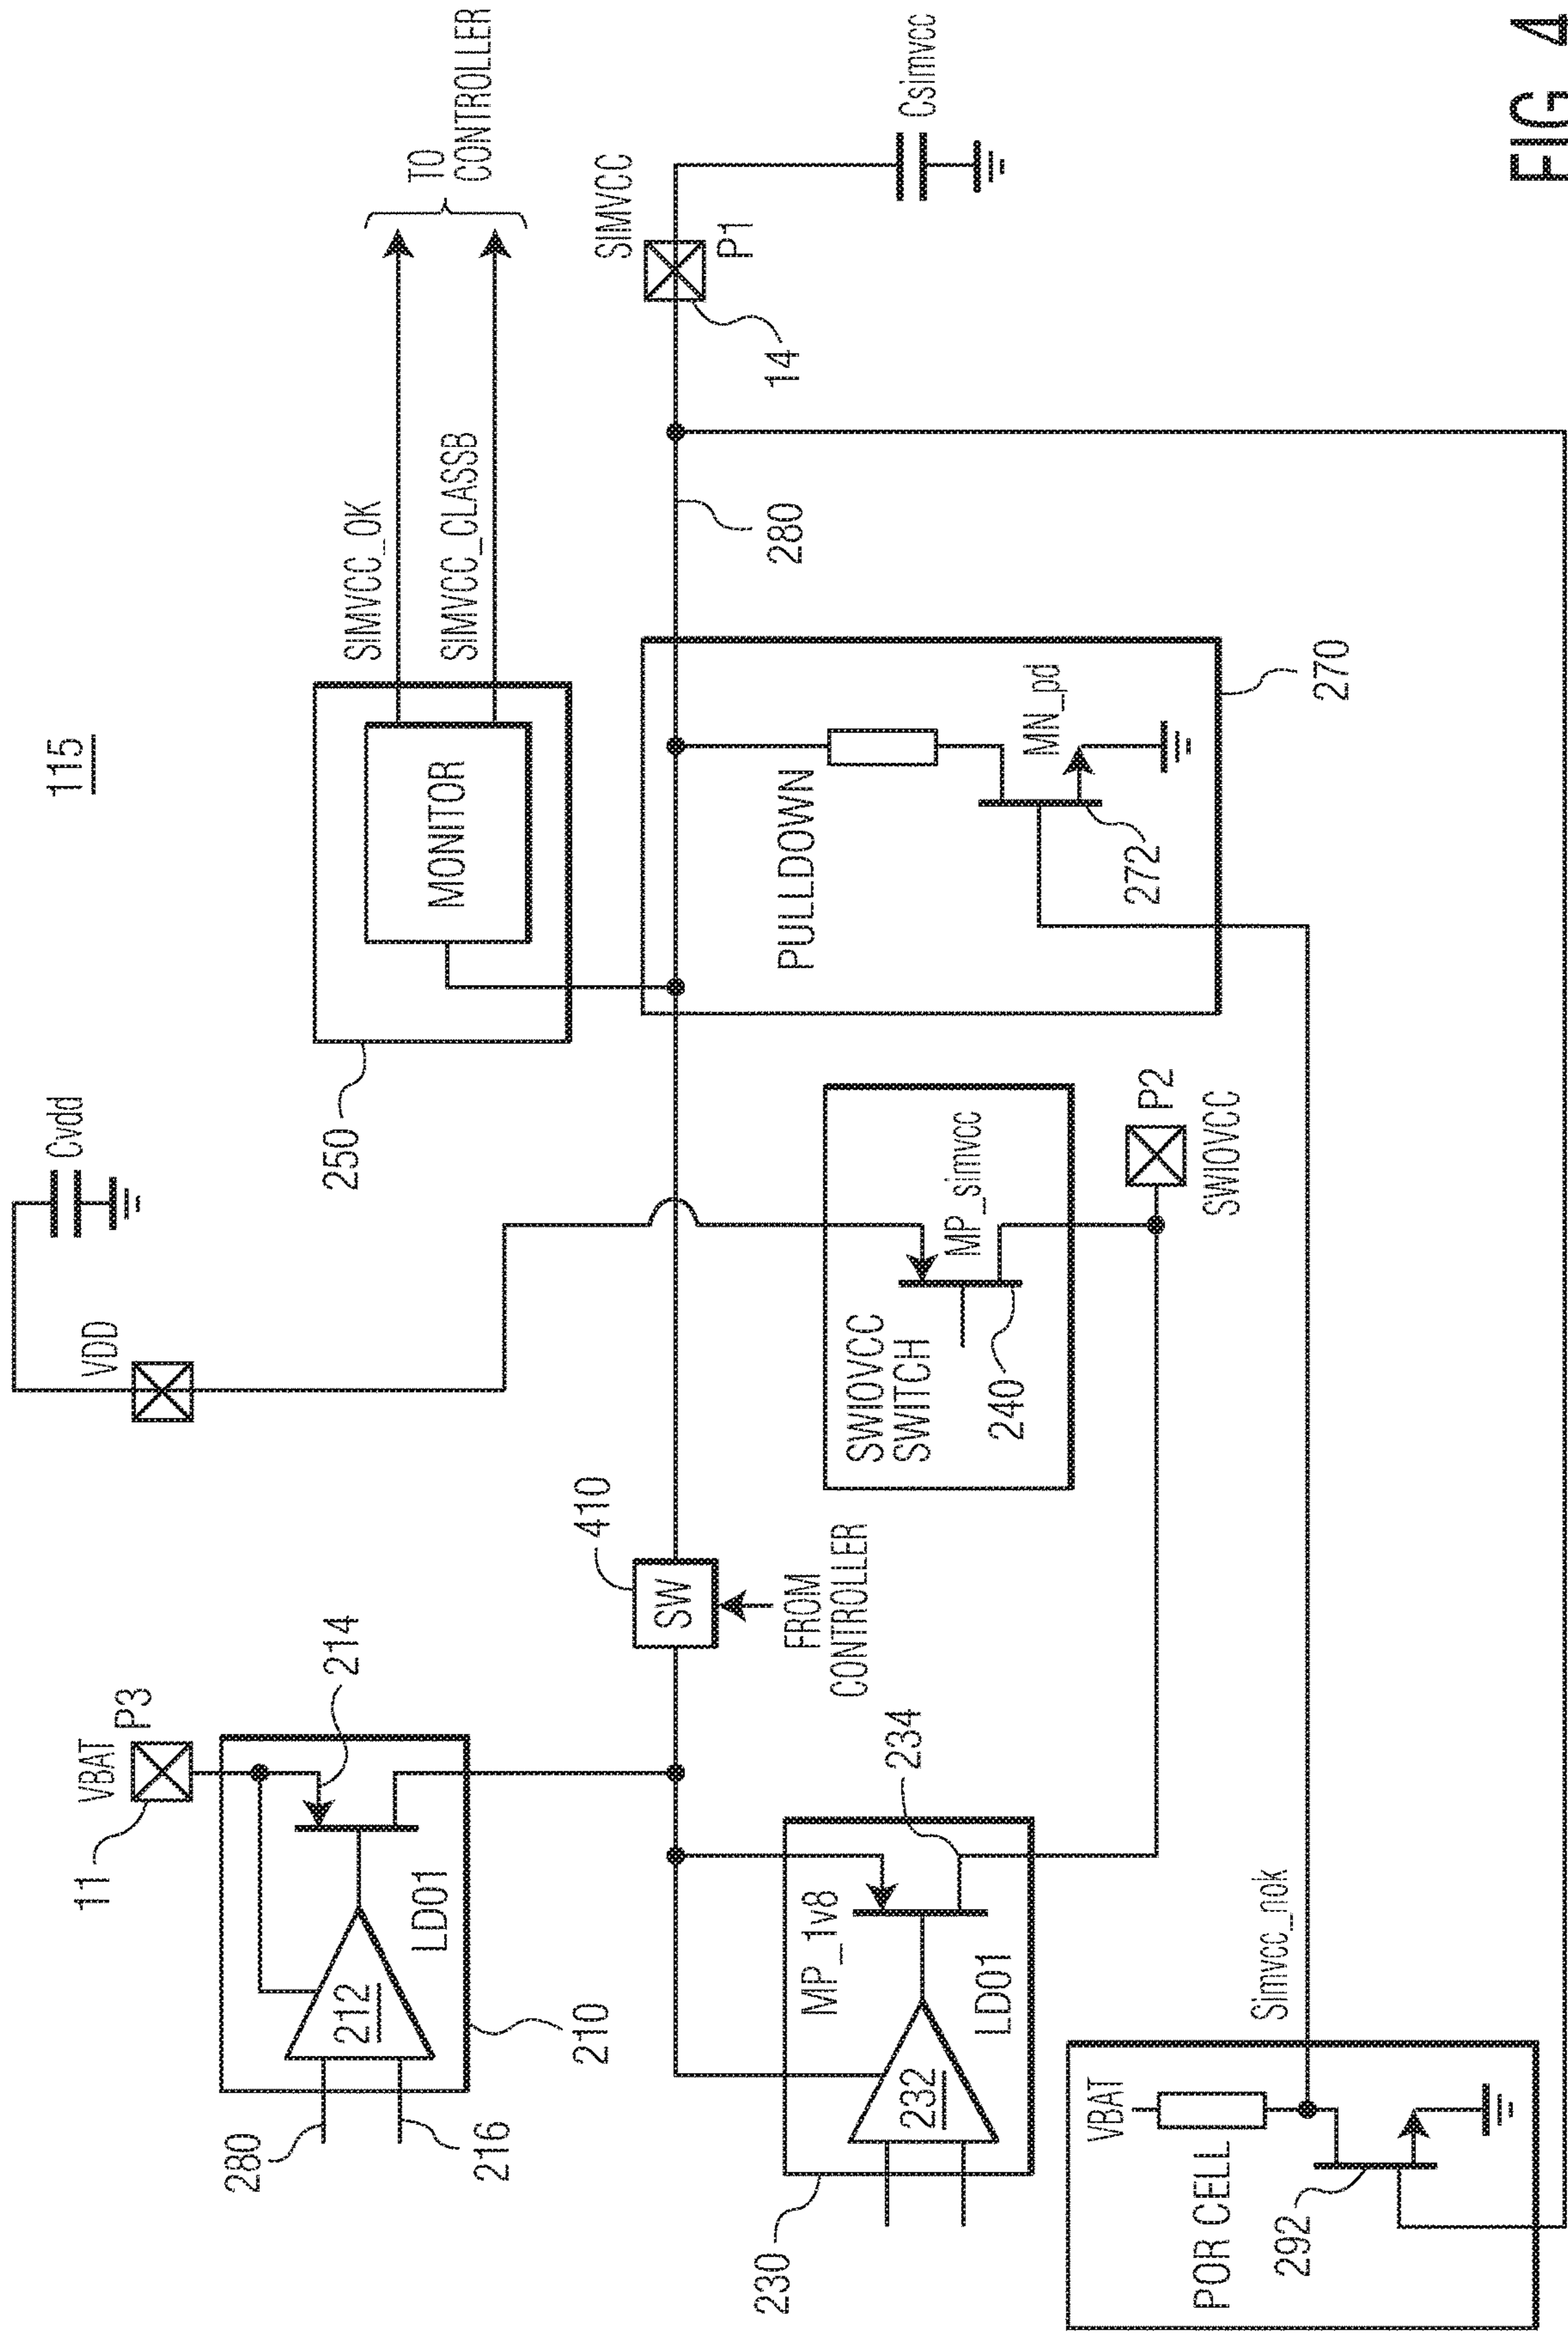 115
VBAT
P3
11
214
212
LDO1
210
280
216
VDD
Cvdd
250
MONITOR
SIMVCC_OK
SIMVCC_CLASSB
TO
CONTROLLER
410
SW
FROM
CONTROLLER
SIMVCC
P1
14
Csimvcc
280
MP_1v8
234
232
LDO1
230
SWIOVCC
SWITCH
MP_simvcc
240
P2
SWIOVCC
PULLDOWN
MN_pd
272
270
Simvcc_nok
VBAT
POR CELL
292
FIG. 4